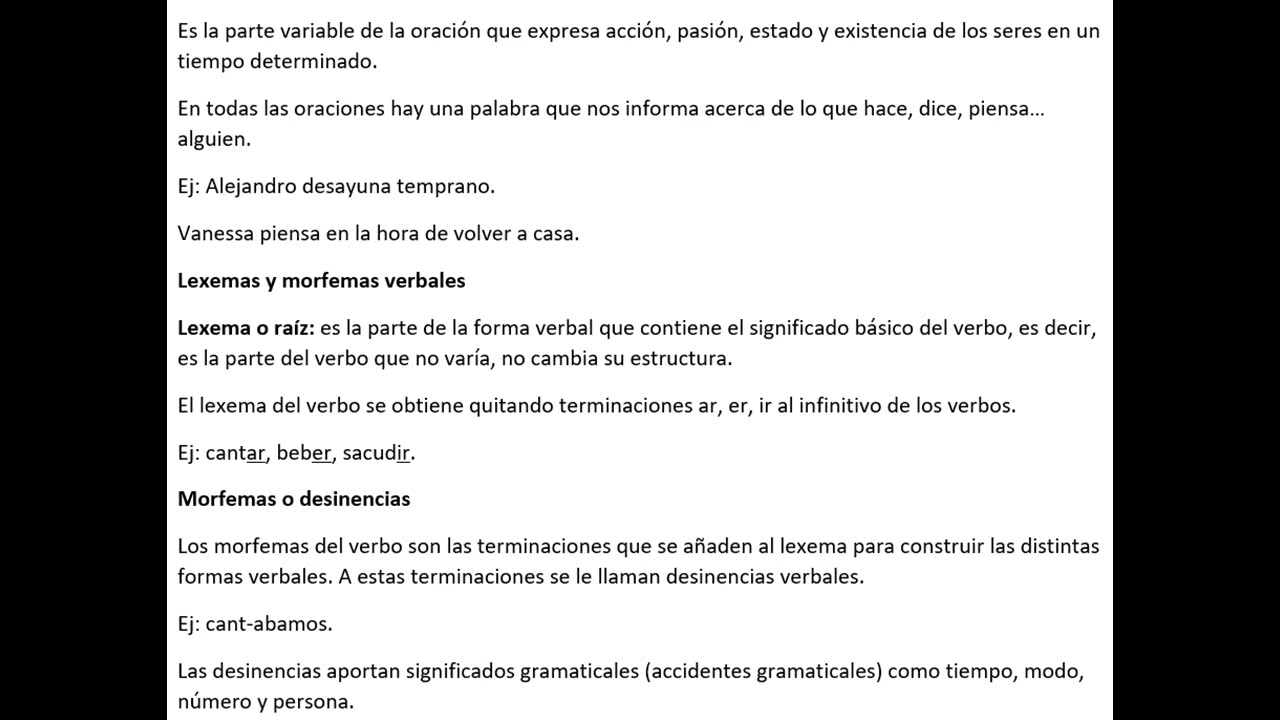 Es la parte variable de la oración que expresa acción, pasión, estado y existencia de los seres en un
tiempo determinado.
En todas las oraciones hay una palabra que nos informa acerca de lo que hace, dice, piensa...
alguien.
Ej: Alejandro desayuna temprano.
Vanessa piensa en la hora de volver a casa.
Lexemas y morfemas verbales
Lexema o raíz: es la parte de la forma verbal que contiene el significado básico del verbo, es decir,
es la parte del verbo que no varía, no cambia su estructura.
El lexema del verbo se obtiene quitando terminaciones ar, er, ir al infinitivo de los verbos.
Ej: cantar, beber, sacudir.
Morfemas o desinencias
Los morfemas del verbo son las terminaciones que se añaden al lexema para construir las distintas
formas verbales. A estas terminaciones se le llaman desinencias verbales.
Ej: cant-abamos.
Las desinencias aportan significados gramaticales (accidentes gramaticales) como tiempo, modo,
número y persona.